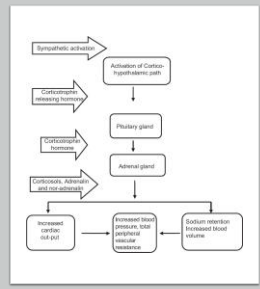 Sympathetic activation
Activation of Cortico-
hypothalamic path
Corticotrophin
releasing hormone
Pituitary gland
Corticotrophin
hormone
Adrenal gland
Corticosols, Adrenalin
and nor-adrenalin
Increased
cardiac
out-put
Increased blood
pressure, total
peripheral
vascular
resistance
Sodium retention
Increased blood
volume